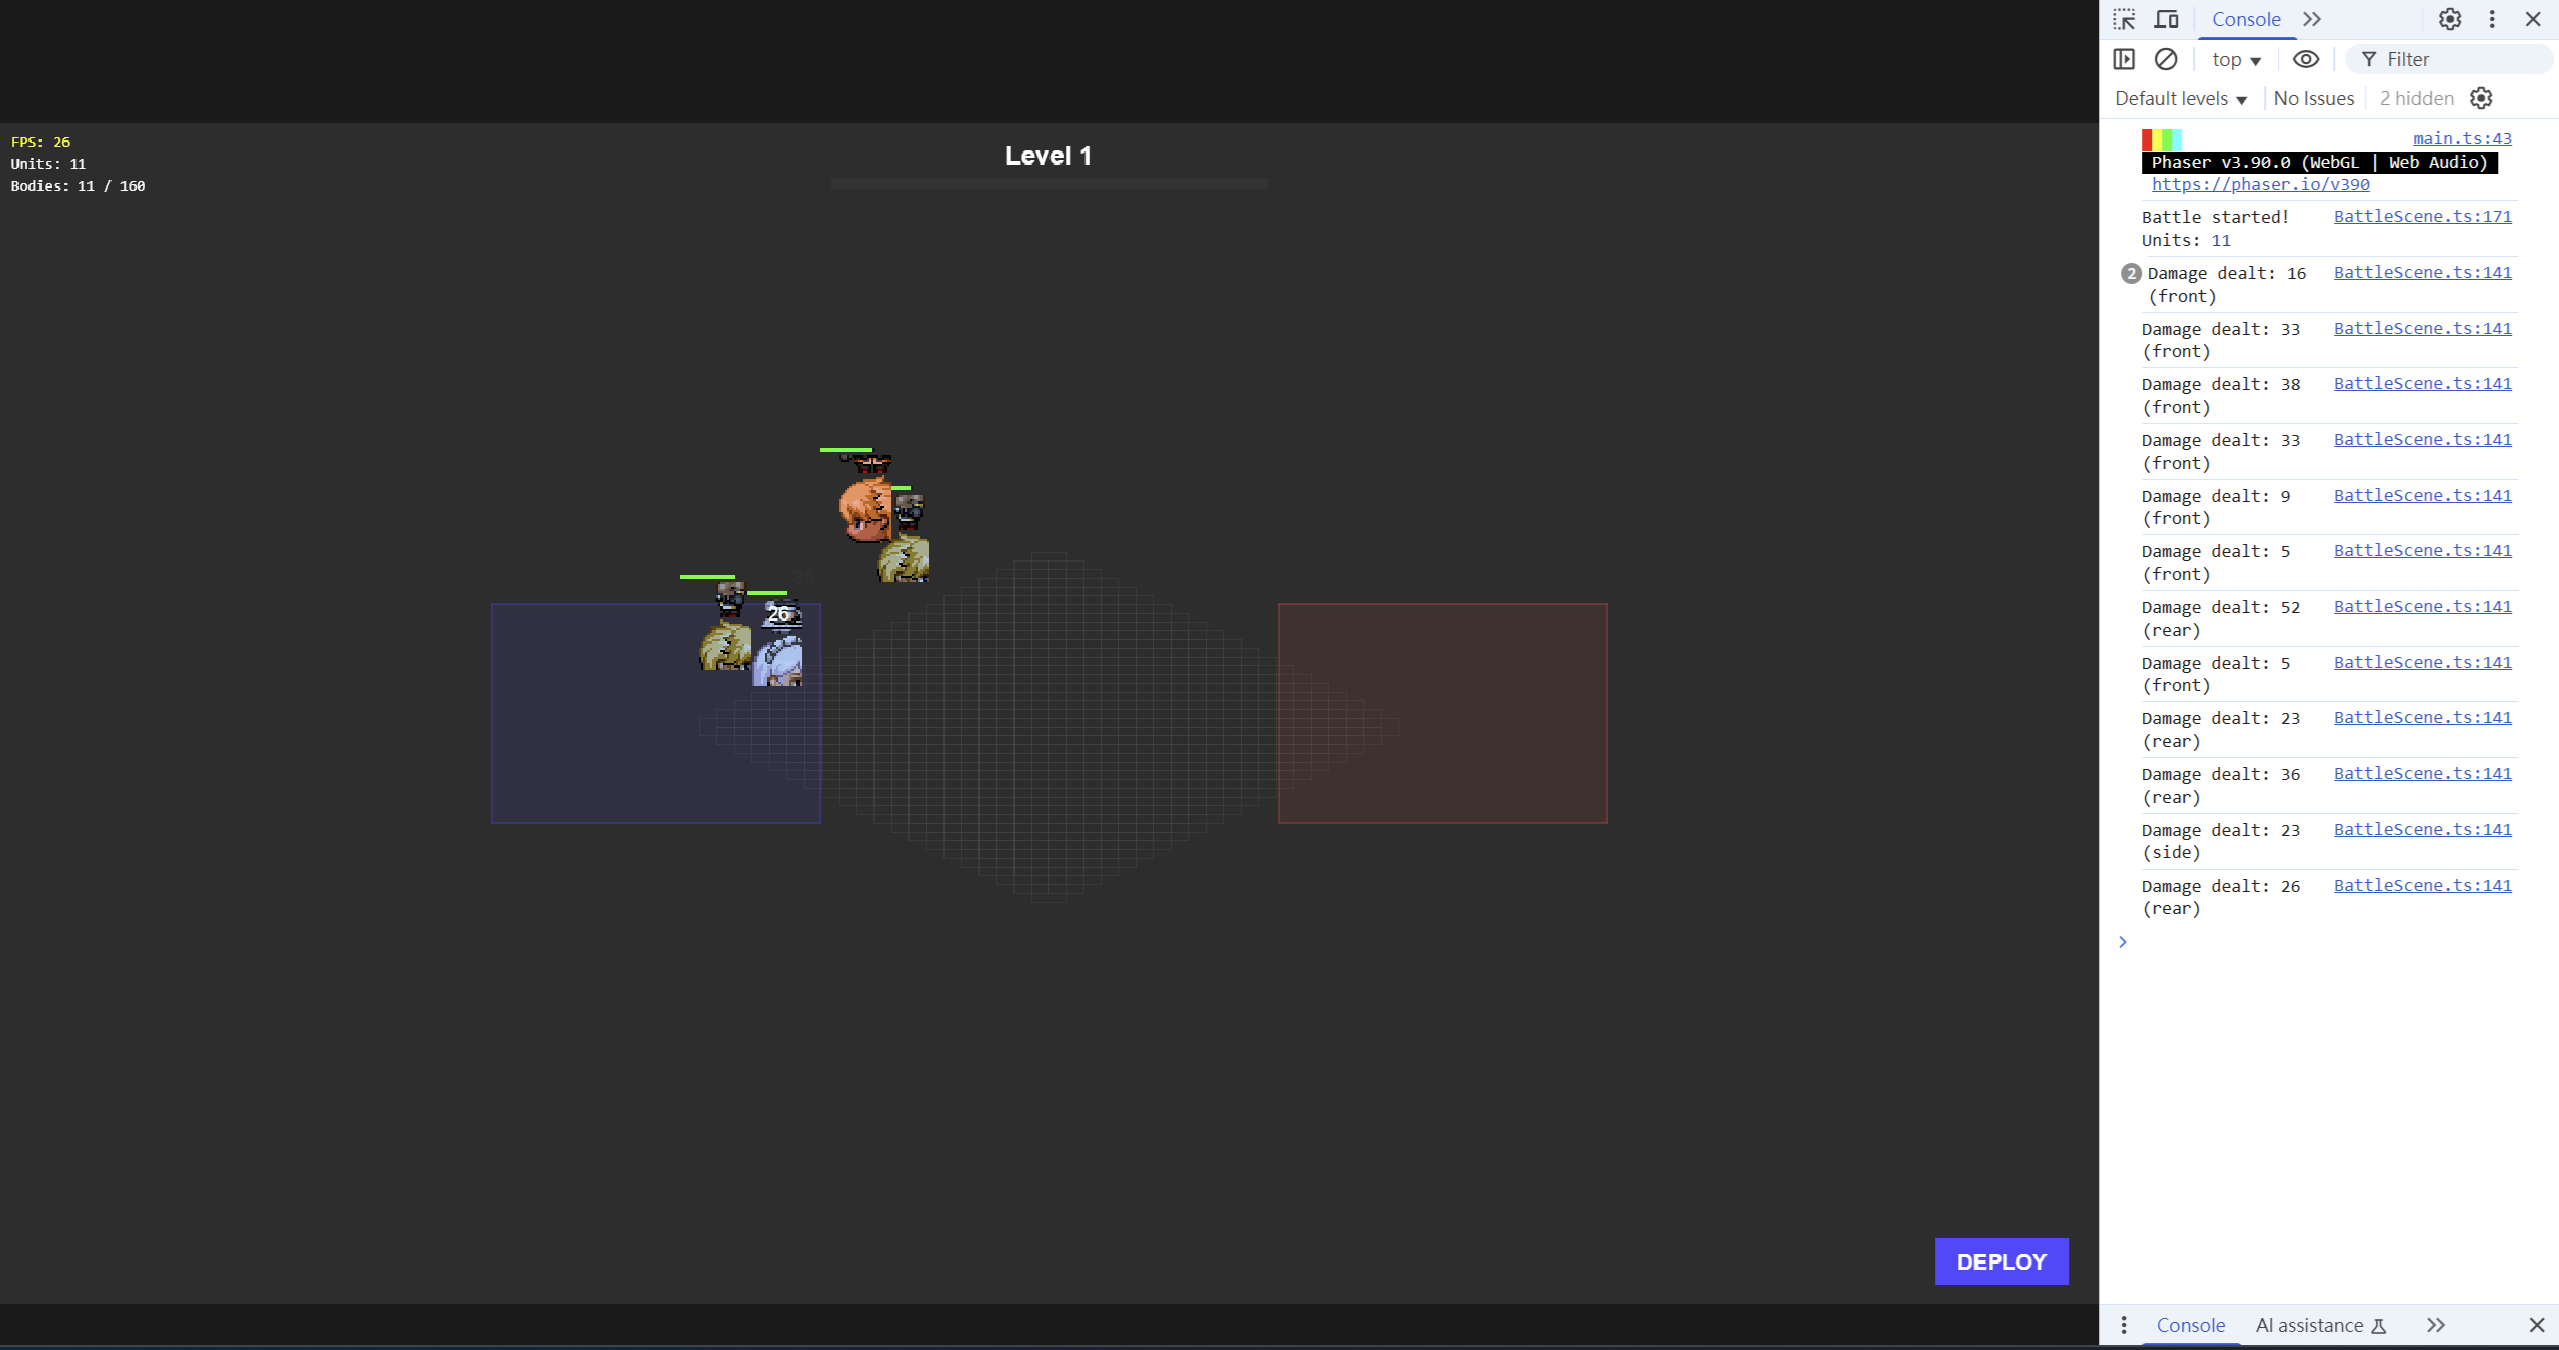 FPS: 26
Units: 11
Bodies: 11 / 160
Level 1
36
26
DEPLOY
Console
top
Filter
Default levels
No Issues
2 hidden
main.ts:43
Phaser v3.90.0 (WebGL | Web Audio)
https://phaser.io/v390
Battle started! BattleScene.ts:171
Units: 11
2 Damage dealt: 16 BattleScene.ts:141
(front)
Damage dealt: 33 BattleScene.ts:141
(front)
Damage dealt: 38 BattleScene.ts:141
(front)
Damage dealt: 33 BattleScene.ts:141
(front)
Damage dealt: 9 BattleScene.ts:141
(front)
Damage dealt: 5 BattleScene.ts:141
(front)
Damage dealt: 52 BattleScene.ts:141
(rear)
Damage dealt: 5 BattleScene.ts:141
(front)
Damage dealt: 23 BattleScene.ts:141
(rear)
Damage dealt: 36 BattleScene.ts:141
(rear)
Damage dealt: 23 BattleScene.ts:141
(side)
Damage dealt: 26 BattleScene.ts:141
(rear)
Console
AI assistance